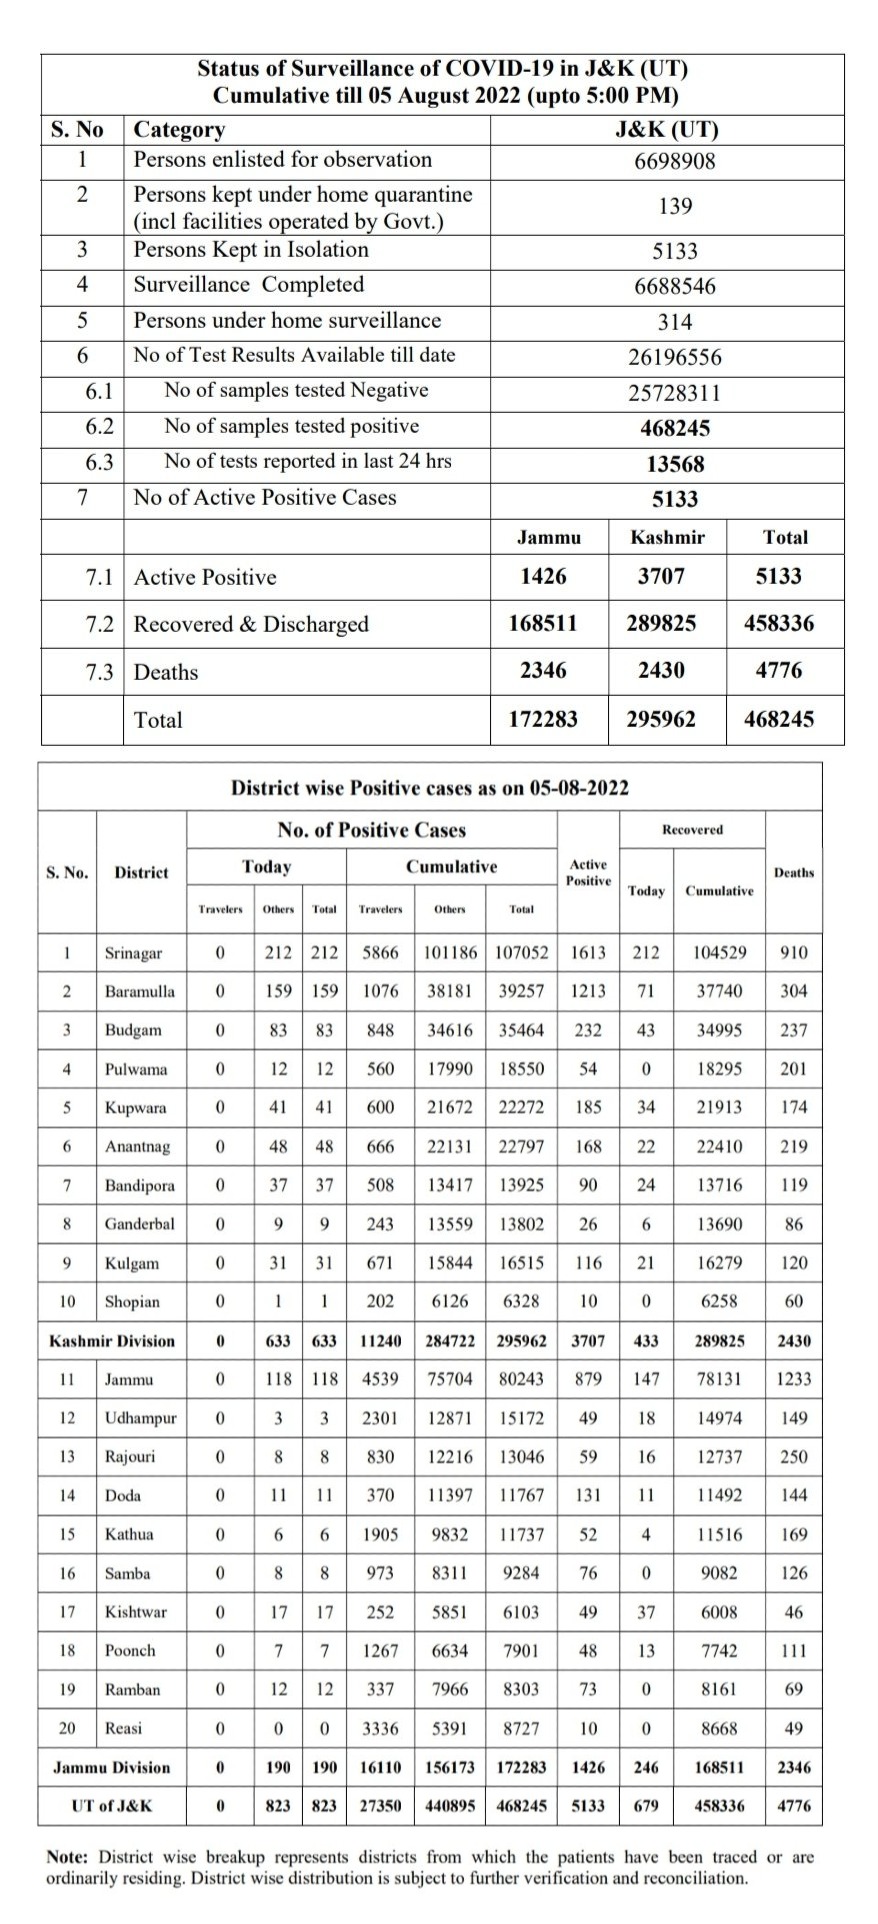 Status of Surveillance of COVID-19 in J&K (UT)
Cumulative till 05 August 2022 (upto 5:00 PM)
S. No Category J&K (UT)
1 Persons enlisted for observation 6698908
2 Persons kept under home quarantine
(incl facilities operated by Govt.) 139
3 Persons Kept in Isolation 5133
4 Surveillance Completed 6688546
5 Persons under home surveillance 314
6 No of Test Results Available till date 26196556
6.1 No of samples tested Negative 25728311
6.2 No of samples tested positive 468245
6.3 No of tests reported in last 24 hrs 13568
7 No of Active Positive Cases 5133
Jammu Kashmir Total
7.1 Active Positive 1426 3707 5133
7.2 Recovered & Discharged 168511 289825 458336
7.3 Deaths 2346 2430 4776
Total 172283 295962 468245
District wise Positive cases as on 05-08-2022
No. of Positive Cases Recovered
S. No. District Today Cumulative Active
Positive Today Cumulative Deaths
Travelers Others Total Travelers Others Total
1 Srinagar 0 212 212 5866 101186 107052 1613 212 104529 910
2 Baramulla 0 159 159 1076 38181 39257 1213 71 37740 304
3 Budgam 0 83 83 848 34616 35464 232 43 34995 237
4 Pulwama 0 12 12 560 17990 18550 54 0 18295 201
5 Kupwara 0 41 41 600 21672 22272 185 34 21913 174
6 Anantnag 0 48 48 666 22131 22797 168 22 22410 219
7 Bandipora 0 37 37 508 13417 13925 90 24 13716 119
8 Ganderbal 0 9 9 243 13559 13802 26 6 13690 86
9 Kulgam 0 31 31 671 15844 16515 116 21 16279 120
10 Shopian 0 1 1 202 6126 6328 10 0 6258 60
Kashmir Division 0 633 633 11240 284722 295962 3707 433 289825 2430
11 Jammu 0 118 118 4539 75704 80243 879 147 78131 1233
12 Udhampur 0 3 3 2301 12871 15172 49 18 14974 149
13 Rajouri 0 8 8 830 12216 13046 59 16 12737 250
14 Doda 0 11 11 370 11397 11767 131 11 11492 144
15 Kathua 0 6 6 1905 9832 11737 52 4 11516 169
16 Samba 0 8 8 973 8311 9284 76 0 9082 126
17 Kishtwar 0 17 17 252 5851 6103 49 37 6008 46
18 Poonch 0 7 7 1267 6634 7901 48 13 7742 111
19 Ramban 0 12 12 337 7966 8303 73 0 8161 69
20 Reasi 0 0 0 3336 5391 8727 10 0 8668 49
Jammu Division 0 190 190 16110 156173 172283 1426 246 168511 2346
UT of J&K 0 823 823 27350 440895 468245 5133 679 458336 4776
Note: District wise breakup represents districts from which the patients have been traced or are
ordinarily residing. District wise distribution is subject to further verification and reconciliation.